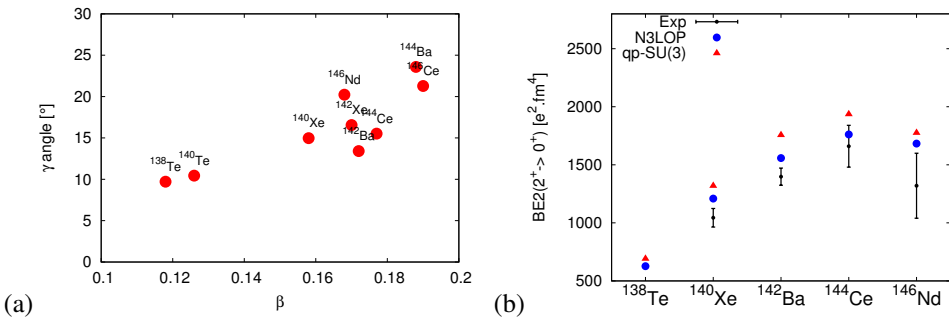 30
25
20
15
10
5
0
γ angle [°]
¹⁴⁴Ba
¹⁴⁶Ce
¹⁴⁶Nd
¹⁴²Xe
¹⁴⁴Ce
¹⁴⁰Xe
¹⁴²Ba
¹³⁸Te
¹⁴⁰Te
0.1
0.12
0.14
0.16
0.18
0.2
(a)
β
Exp
N3LOP
qp-SU(3)
2500
2000
1500
1000
500
BE2(2⁺-> 0⁺) [e².fm⁴]
(b)
¹³⁸Te
¹⁴⁰Xe
¹⁴²Ba
¹⁴⁴Ce
¹⁴⁶Nd